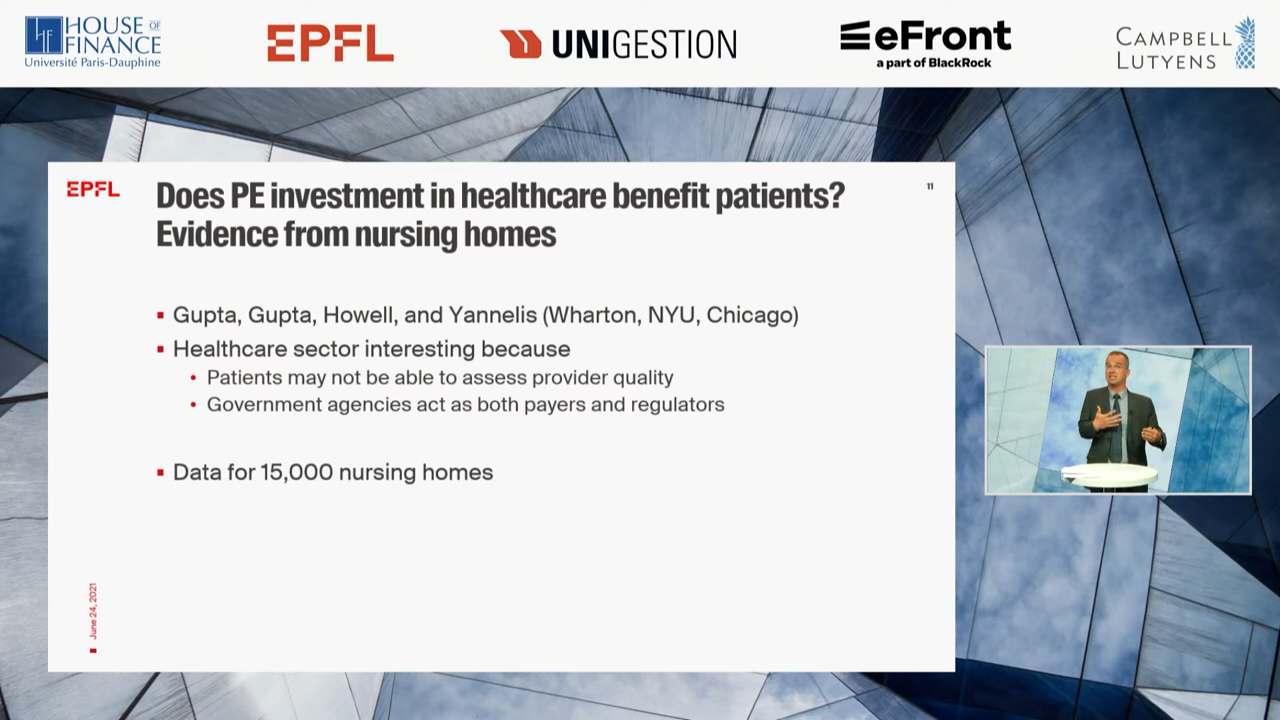 HOUSE OF
FINANCE
Université Paris-Dauphine
EPFL
UNIGESTION
eFront
a part of BlackRock
CAMPBELL
LUTYENS
EPFL
Does PE investment in healthcare benefit patients?
Evidence from nursing homes
11
▪ Gupta, Gupta, Howell, and Yannelis (Wharton, NYU, Chicago)
▪ Healthcare sector interesting because
• Patients may not be able to assess provider quality
• Government agencies act as both payers and regulators
▪ Data for 15,000 nursing homes
▪ June 24, 2021